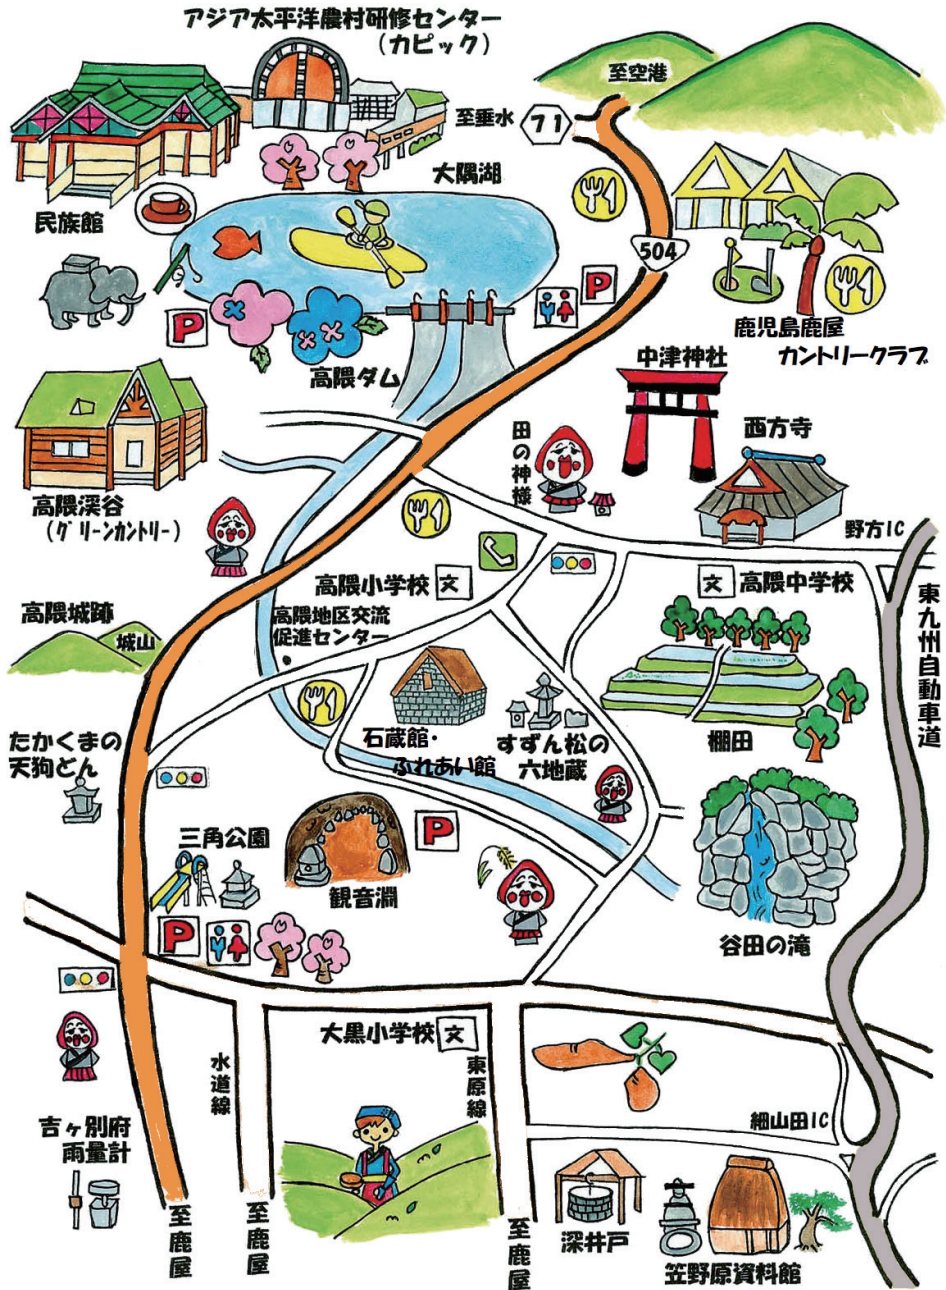 アジア太平洋農村研修センター
(カピック)
至空港
至垂水
71
大隅湖
民族館
504
P
P
鹿児島鹿屋
カントリークラブ
高隈ダム
中津神社
田の神様
西方寺
高隈渓谷
(グリーンカントリー)
野方IC
高隈小学校 文
文 高隈中学校
東九州自動車道
高隈城跡
城山
高隈地区交流
促進センター
たかくまの
天狗どん
石蔵館・
ふれあい館
すずん松の
六地蔵
棚田
三角公園
P
観音淵
P
谷田の滝
水道線
大黒小学校 文
東原線
細山田IC
吉ヶ別府
雨量計
至鹿屋
至鹿屋
至鹿屋
深井戸
笠野原資料館